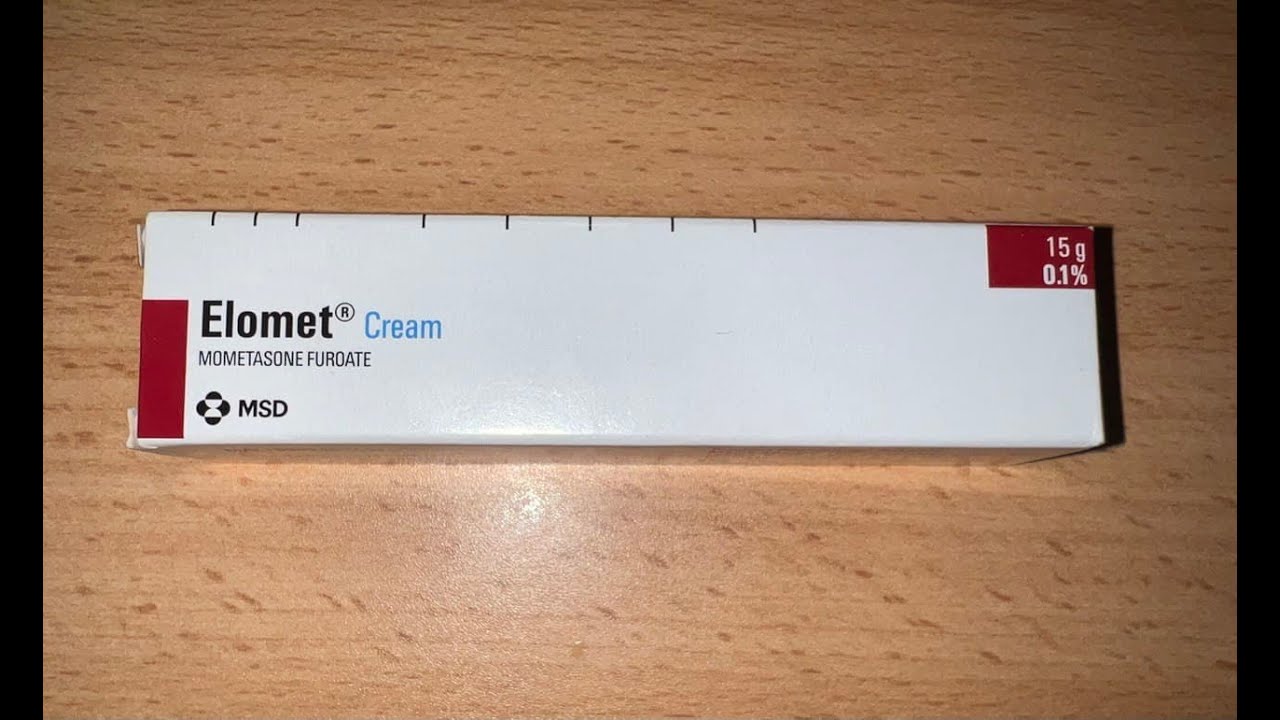 15 g
0.1%
Elomet® Cream
MOMETASONE FUROATE
MSD